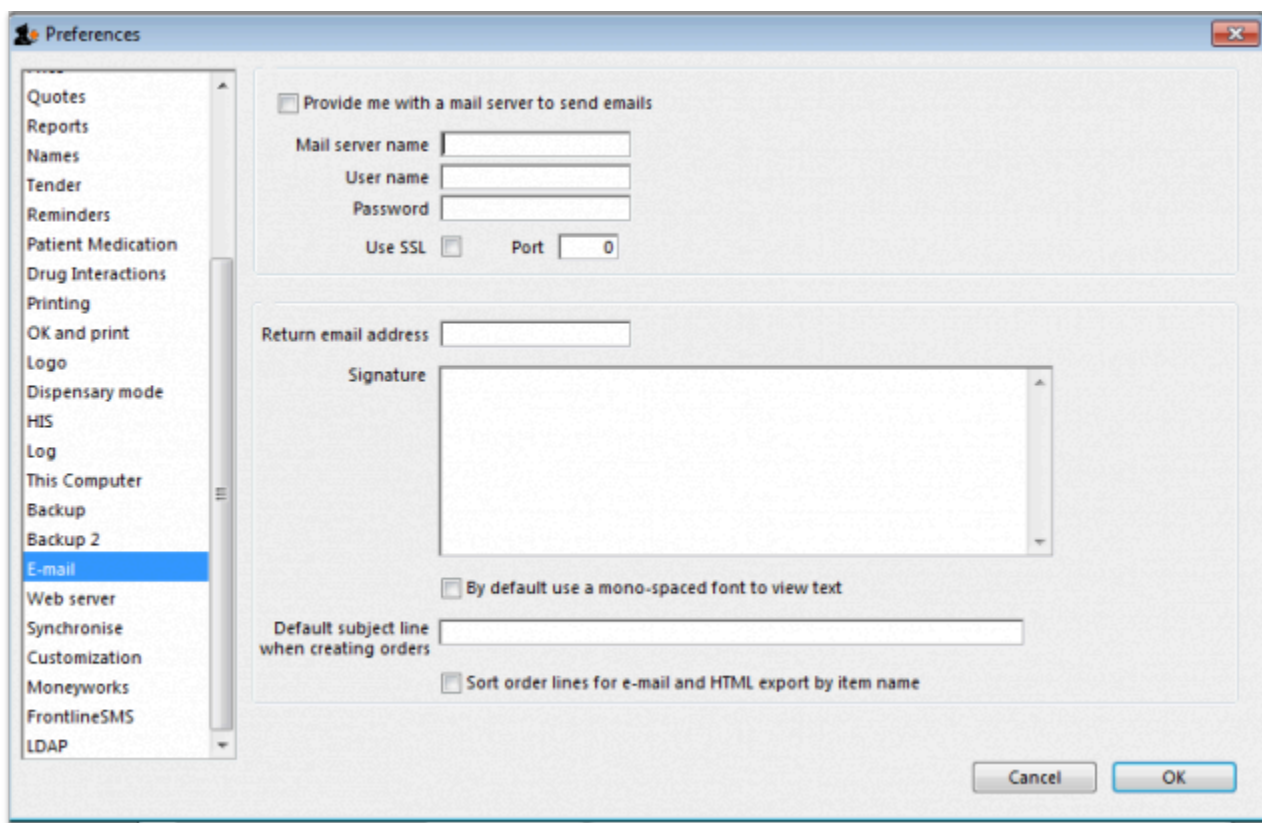 Preferences
Quotes
Reports
Names
Tender
Reminders
Patient Medication
Drug Interactions
Printing
OK and print
Logo
Dispensary mode
HIS
Log
This Computer
Backup
Backup 2
E-mail
Web server
Synchronise
Customization
Moneyworks
FrontlineSMS
LDAP
Provide me with a mail server to send emails
Mail server name
User name
Password
Use SSL Port 0
Return email address
Signature
By default use a mono-spaced font to view text
Default subject line
when creating orders
Sort order lines for e-mail and HTML export by item name
Cancel OK